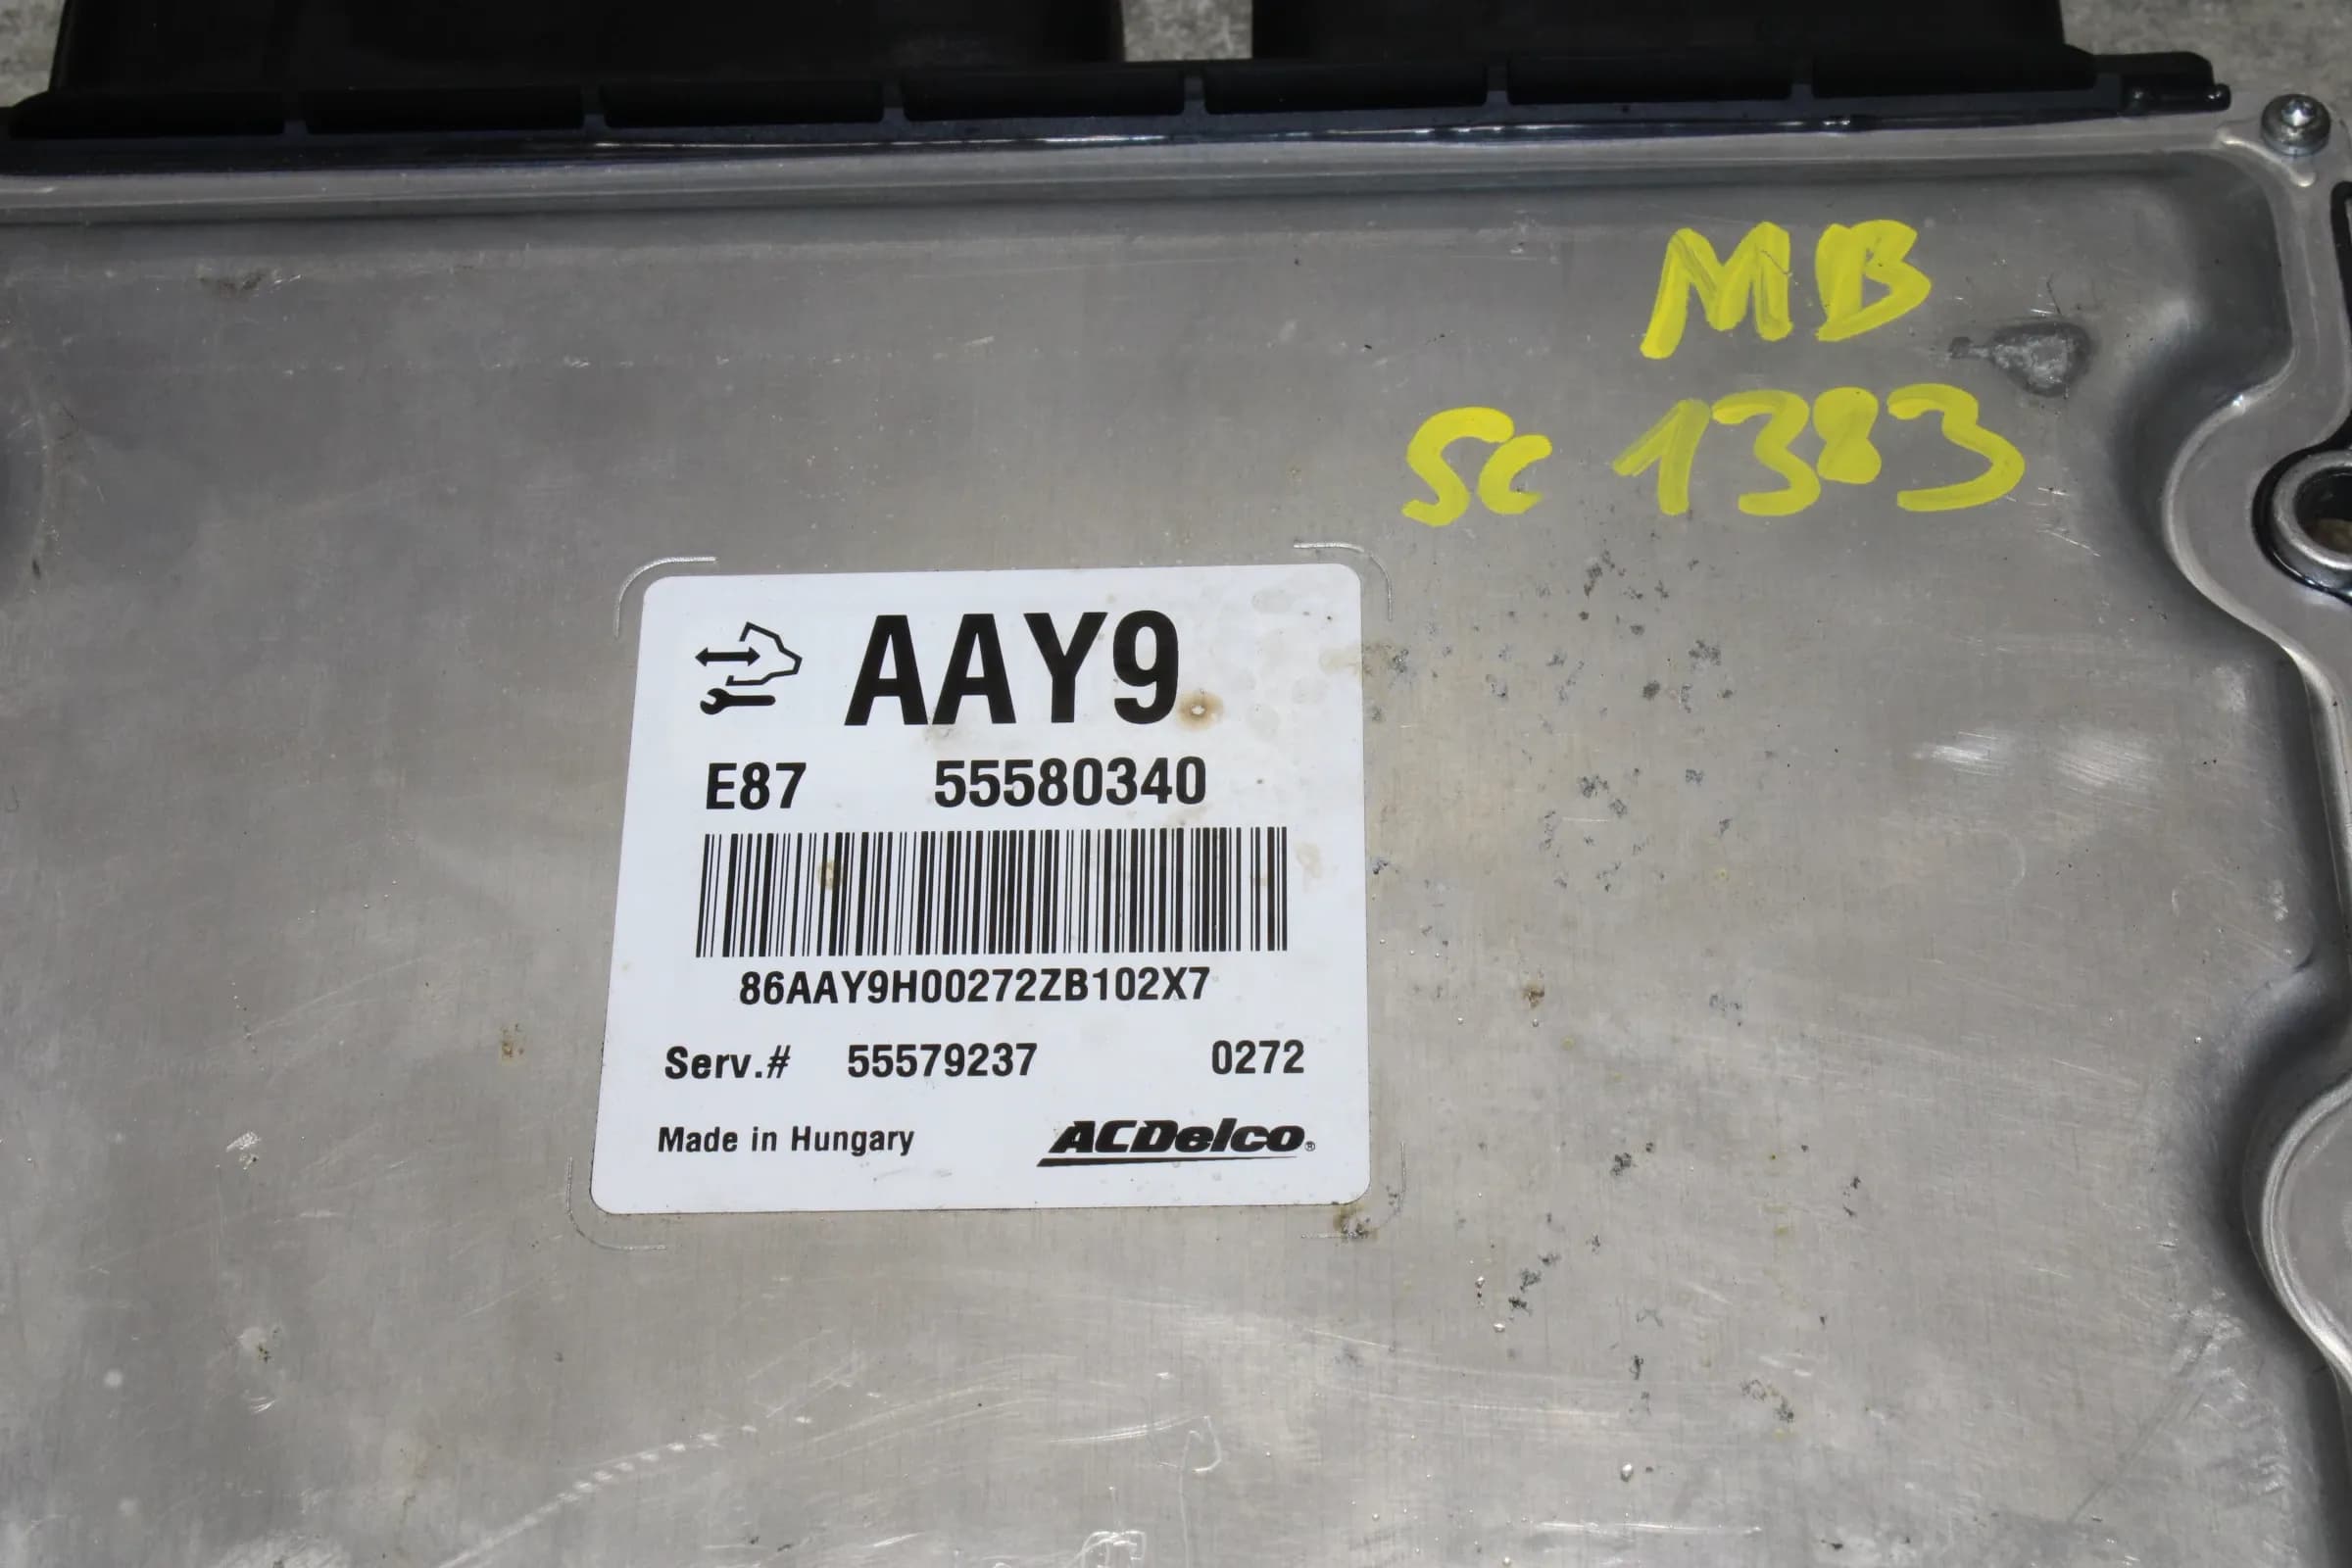 MB
SC 1383
AAY9
E87 55580340
86AAY9H00272ZB102X7
Serv.# 55579237 0272
Made in Hungary ACDelco®